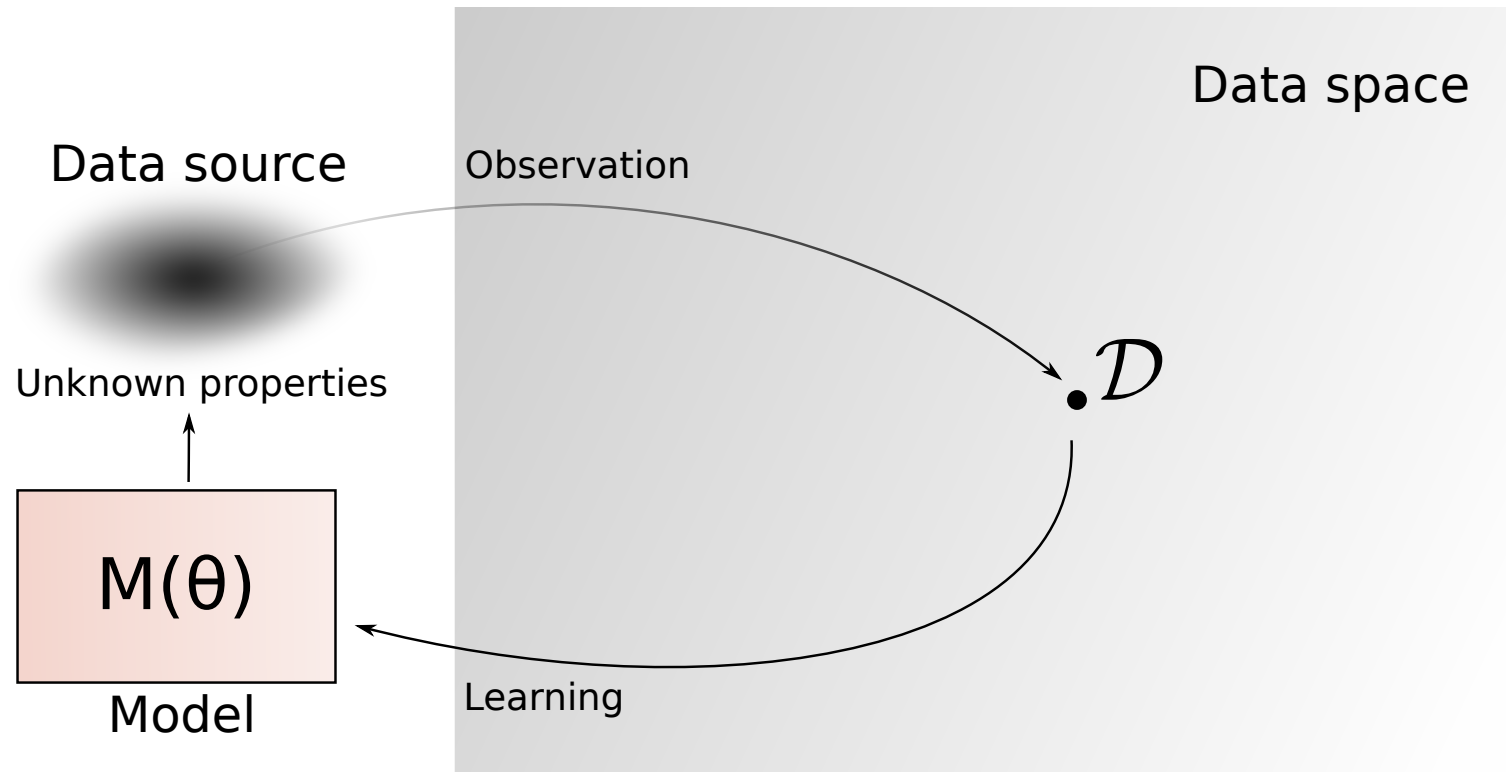 Data space
Data source
Observation
𝒟
Unknown properties
M(θ)
Learning
Model